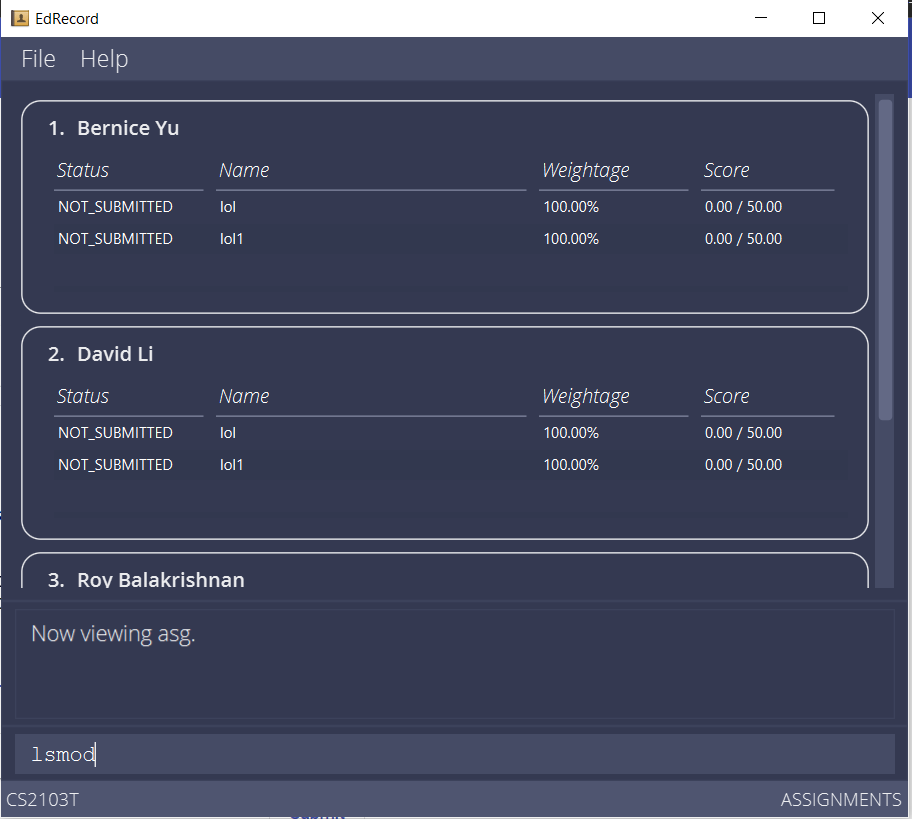 EdRecord
File Help
1. Bernice Yu
Status Name Weightage Score
NOT_SUBMITTED lol 100.00% 0.00 / 50.00
NOT_SUBMITTED lol1 100.00% 0.00 / 50.00
2. David Li
Status Name Weightage Score
NOT_SUBMITTED lol 100.00% 0.00 / 50.00
NOT_SUBMITTED lol1 100.00% 0.00 / 50.00
3. Roy Balakrishnan
Now viewing asg.
lsmod
CS2103T ASSIGNMENTS